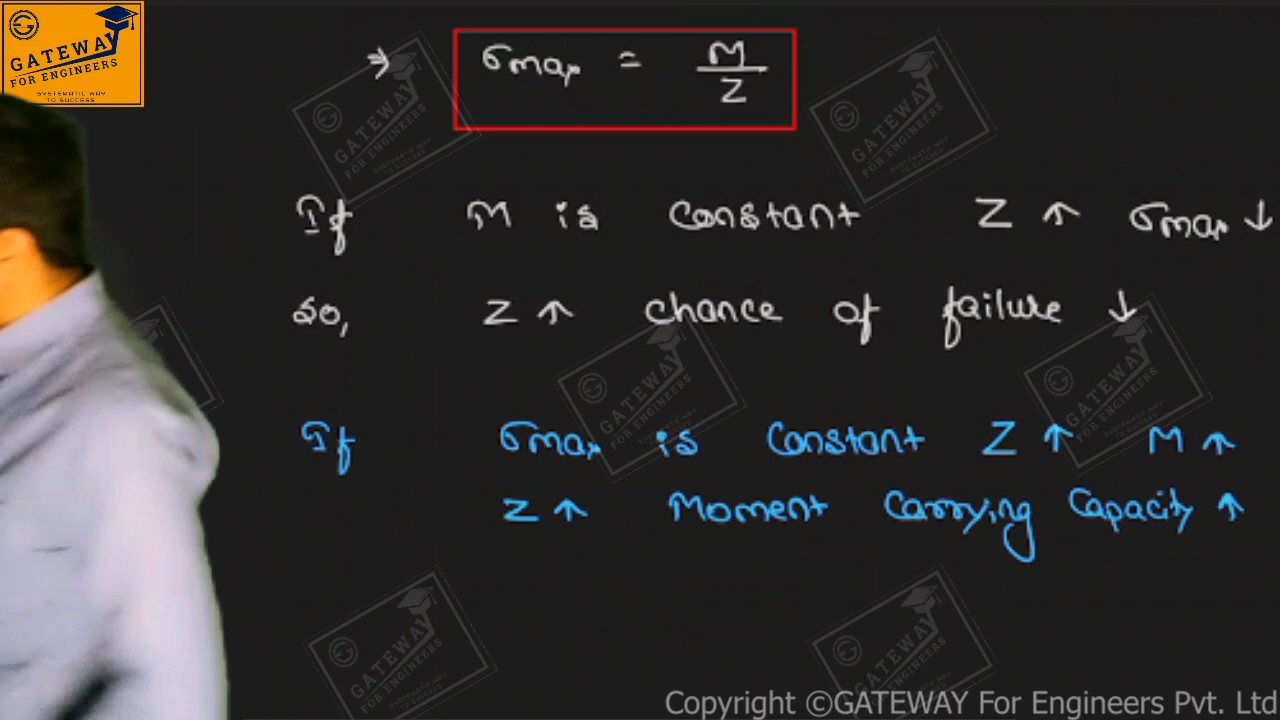 GATEWAY
FOR ENGINEERS
SYSTEMATIC WAY
TO SUCCESS
⇒ σmax = M/Z
If M is Constant Z ↑ σmax ↓
so, Z ↑ chance of failure ↓
If σmax is Constant Z ↑ M ↑
Z ↑ Moment Carrying Capacity ↑
Copyright ©GATEWAY For Engineers Pvt. Ltd